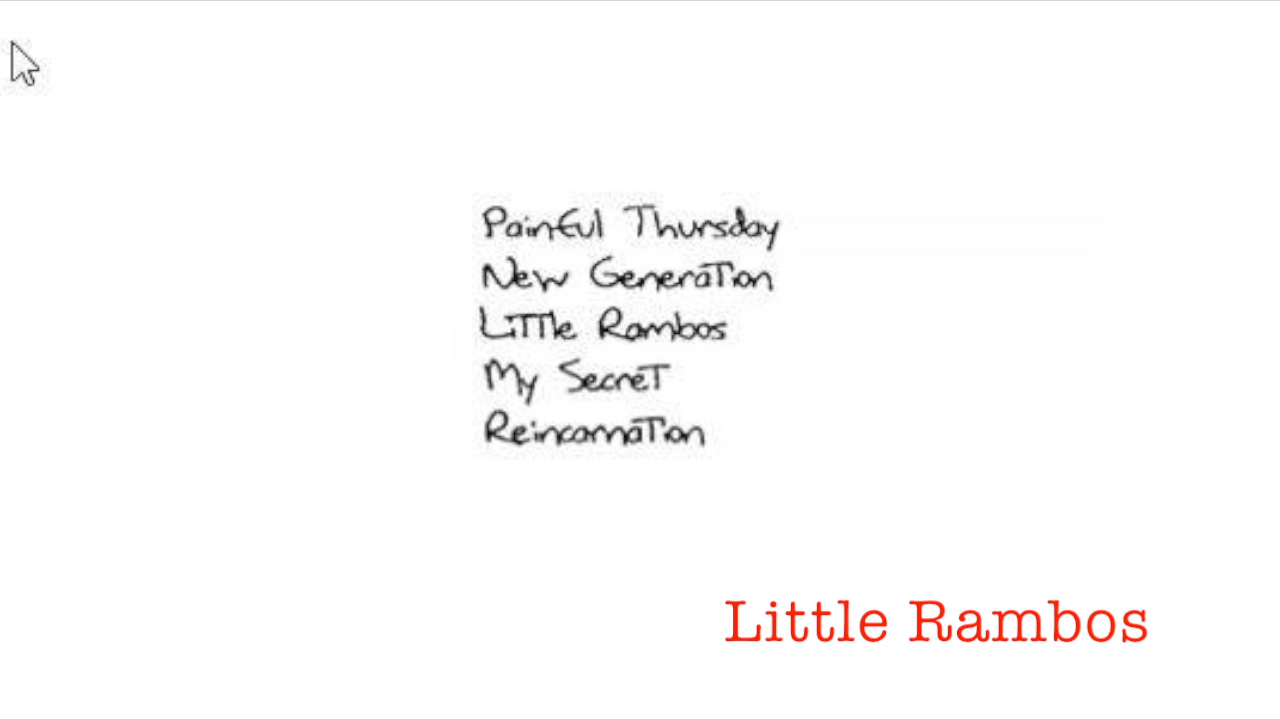 Painful Thursday
New Generation
Little Rambos
My Secret
Reincarnation
Little Rambos